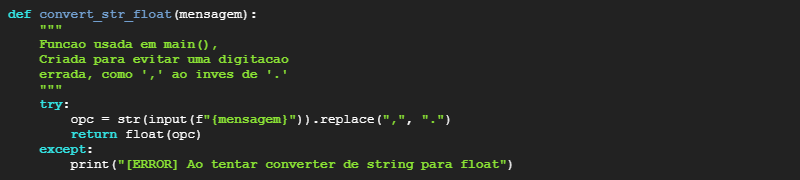 def convert_str_float(mensagem):
    """
    Funcao usada em main(),
    Criada para evitar uma digitacao
    errada, como ',' ao inves de '.'
    """
    try:
        opc = str(input(f"{mensagem}")).replace(",", ".")
        return float(opc)
    except:
        print("[ERROR] Ao tentar converter de string para float")